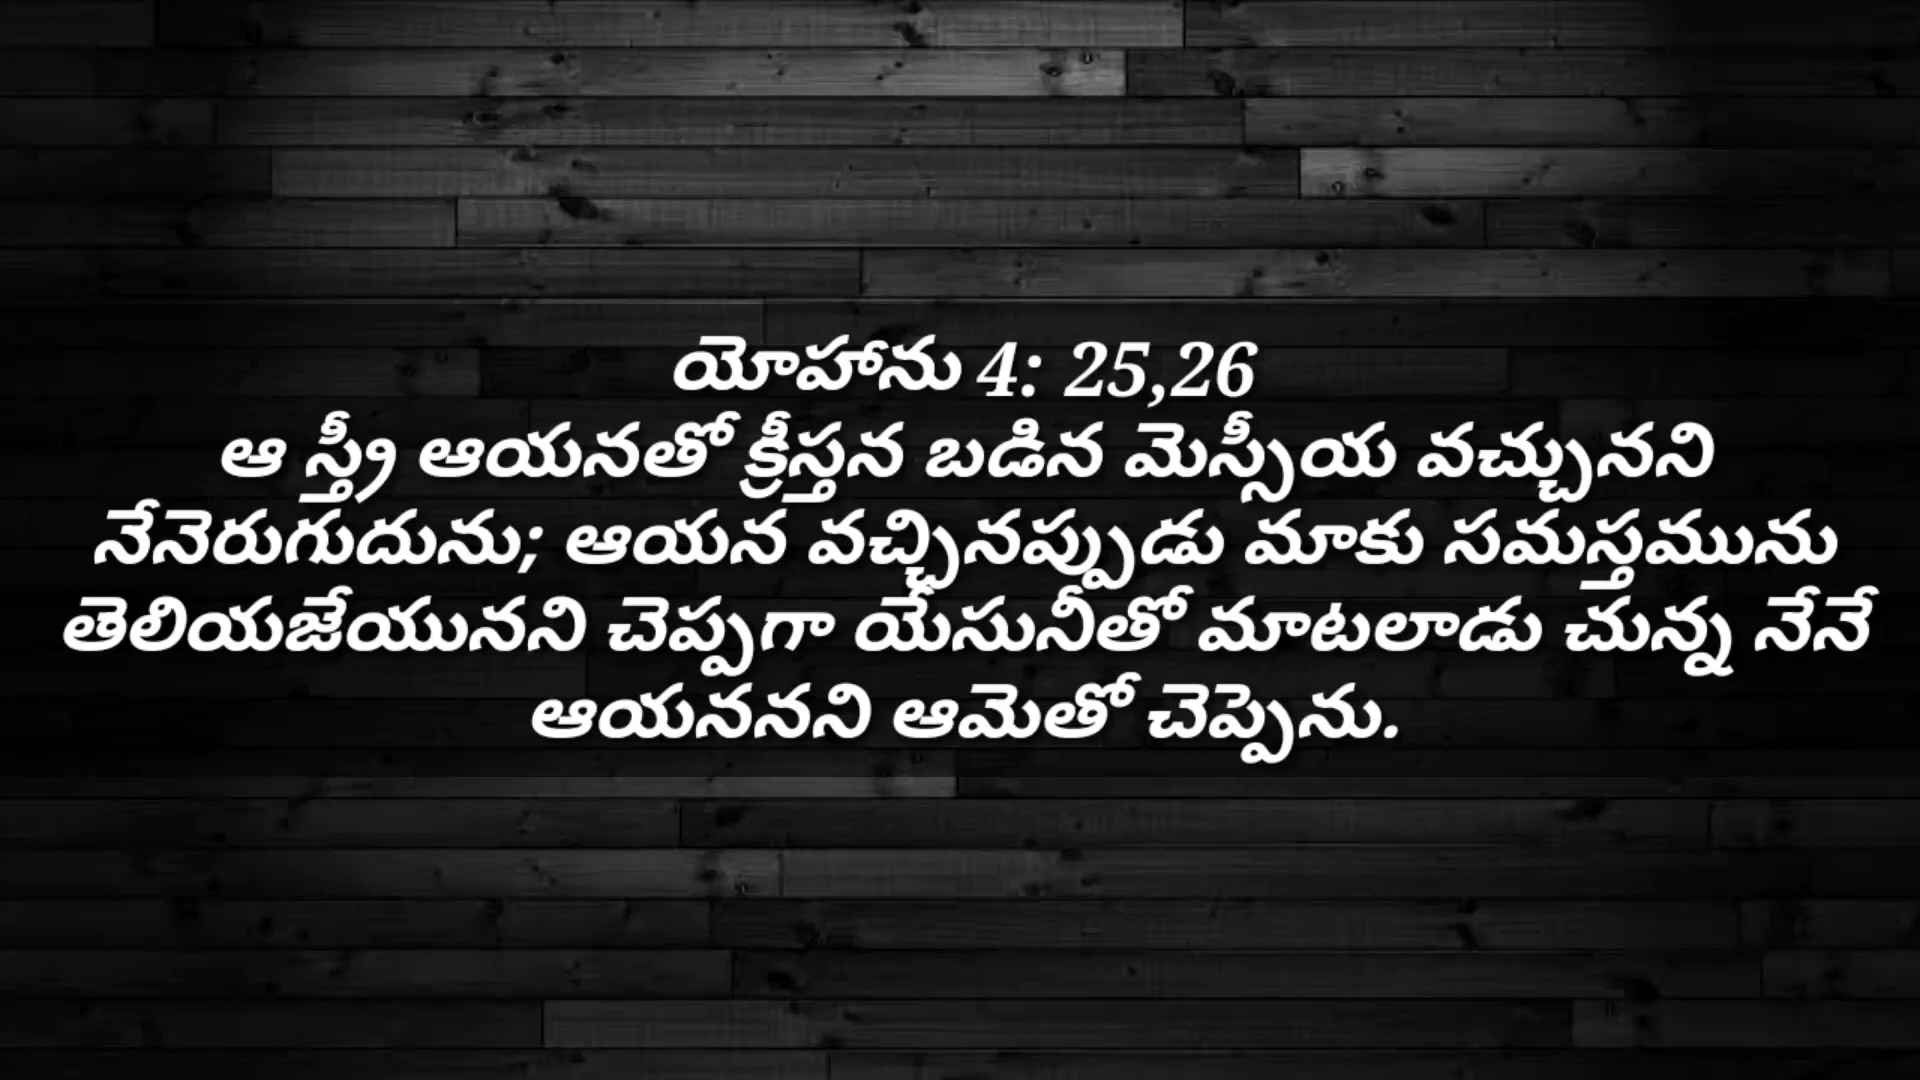 యోహాను 4: 25,26
ఆ స్త్రీ ఆయనతో క్రీస్తన బడిన మెస్సీయ వచ్చునని
నేనెరుగుదును; ఆయన వచ్చినప్పుడు మాకు సమస్తమును
తెలియజేయునని చెప్పగా యేసునీతో మాటలాడు చున్న నేనే
ఆయననని ఆమెతో చెప్పెను.